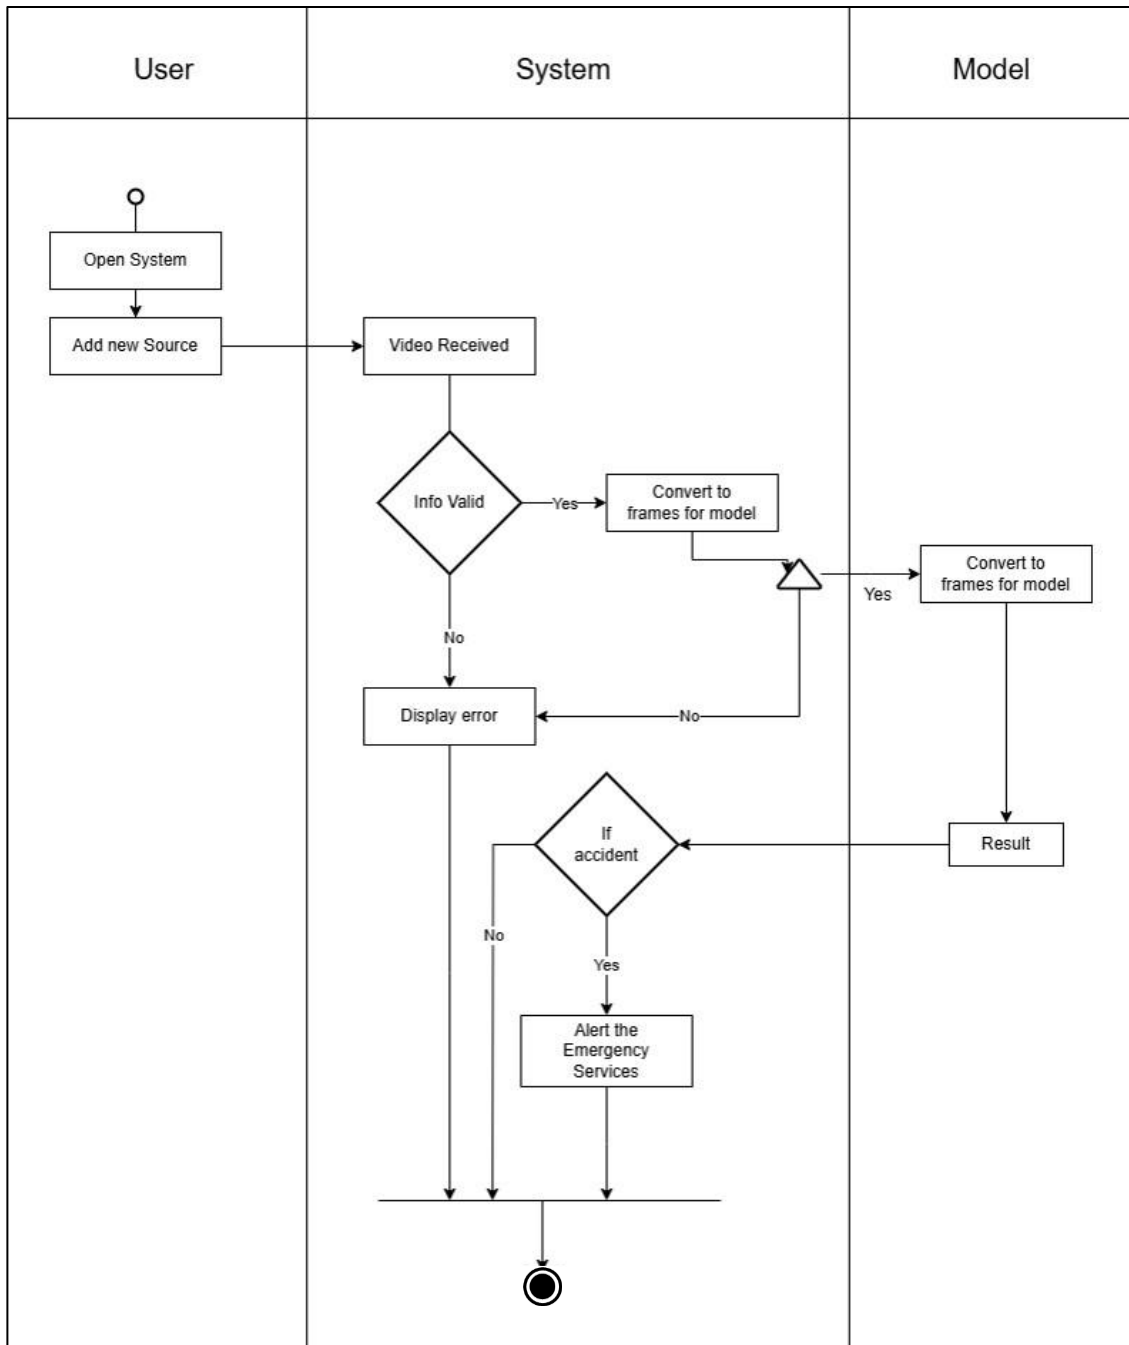 User
System
Model
Open System
Add new Source
Video Received
Info Valid
Yes
Convert to
frames for model
Yes
Convert to
frames for model
No
Display error
No
If
accident
Result
No
Yes
Alert the
Emergency
Services